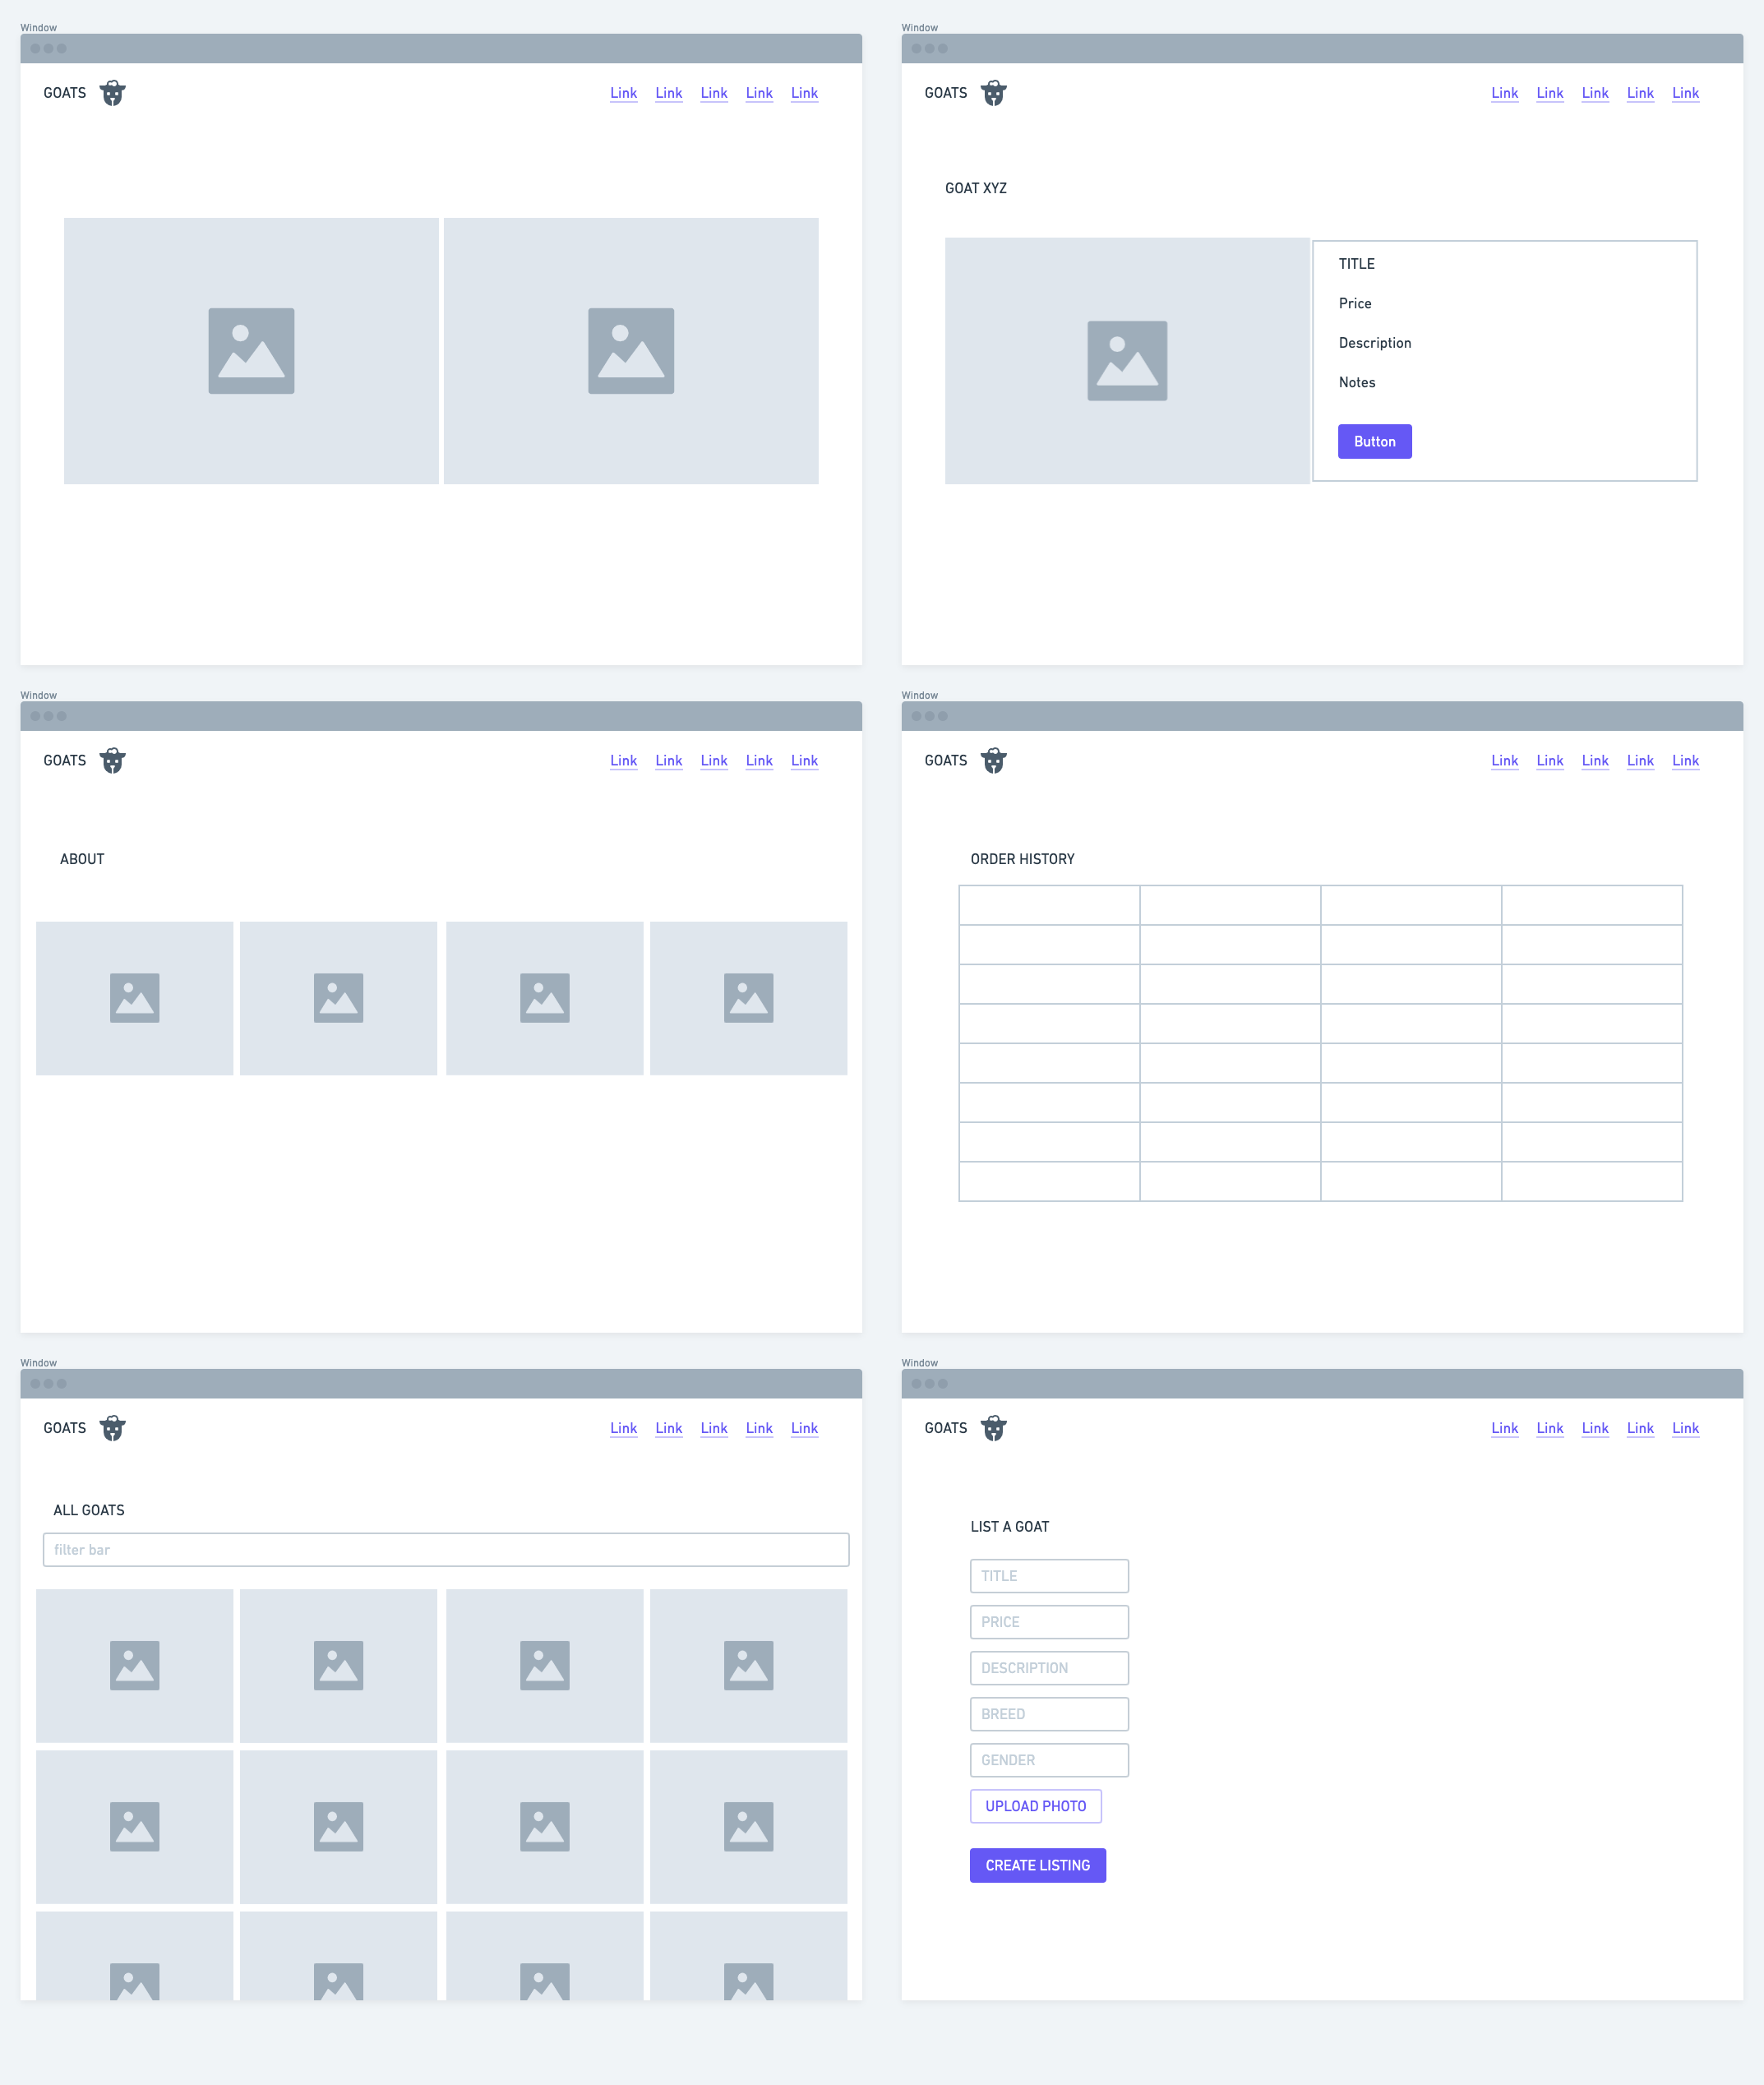 Window
GOATS Link Link Link Link Link
Window
GOATS Link Link Link Link Link
GOAT XYZ
TITLE
Price
Description
Notes
Button
Window
GOATS Link Link Link Link Link
ABOUT
Window
GOATS Link Link Link Link Link
ORDER HISTORY
Window
GOATS Link Link Link Link Link
ALL GOATS
filter bar
Window
GOATS Link Link Link Link Link
LIST A GOAT
TITLE
PRICE
DESCRIPTION
BREED
GENDER
UPLOAD PHOTO
CREATE LISTING